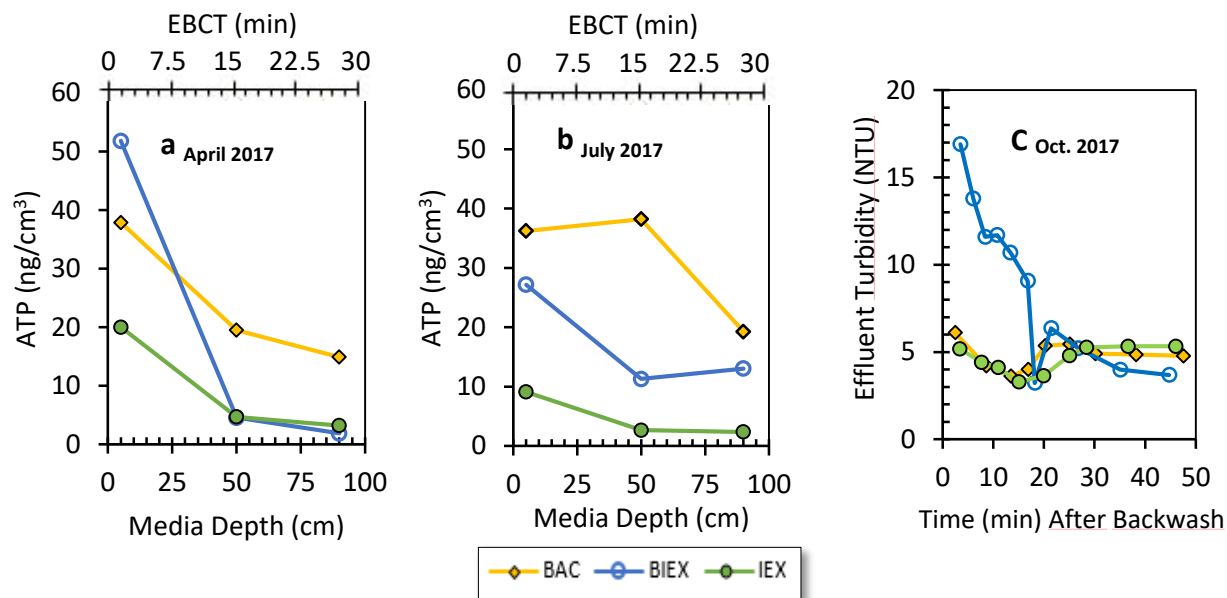 EBCT (min)
0 7.5 15 22.5 30
60
50
40
30
20
10
0
ATP (ng/cm³)
a April 2017
0 50 100
Media Depth (cm)
EBCT (min)
0 7.5 15 22.5 30
60
50
40
30
20
10
0
ATP (ng/cm³)
b July 2017
0 50 100
Media Depth (cm)
20
15
10
5
0
Effluent Turbidity (NTU)
C Oct. 2017
0 10 20 30 40 50
Time (min) After Backwash
BAC BIEX IEX